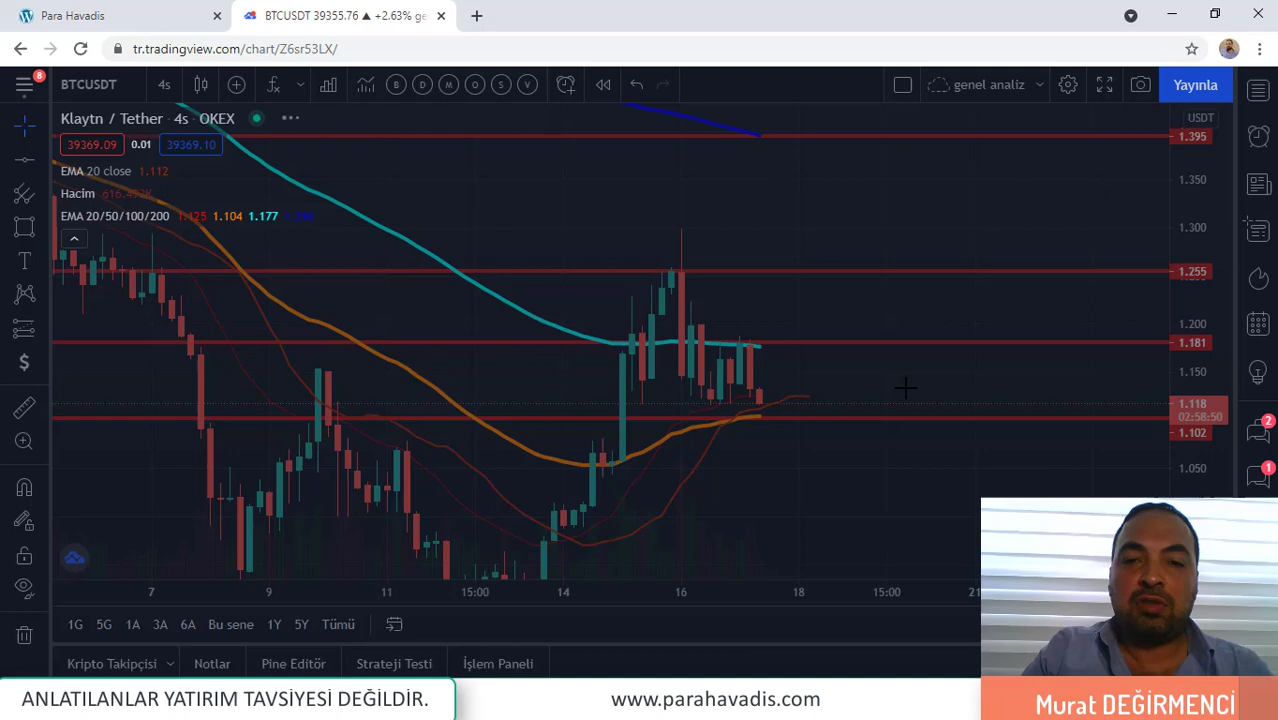 Para Havadis
BTCUSDT 39355.76 ▲ +2.63% ge
tr.tradingview.com/chart/Z6sr53LX/
8
BTCUSDT
4s
B
D
M
O
S
V
genel analiz
Yayınla
Klaytn / Tether · 4s · OKEX
USDT
39369.09
0.01
39369.10
EMA 20 close 1.112
Hacim
EMA 20/50/100/200 1.125 1.104 1.177
1.395
1.350
1.300
1.255
1.200
1.181
1.150
1.118
02:58:50
1.102
1.050
2
1
7
9
11
15:00
14
16
18
15:00
1G
5G
1A
3A
6A
Bu sene
1Y
5Y
Tümü
Kripto Takipçisi
Notlar
Pine Editör
Strateji Testi
İşlem Paneli
ANLATILANLAR YATIRIM TAVSİYESİ DEĞİLDİR.
www.parahavadis.com
Murat DEĞİRMENCİ